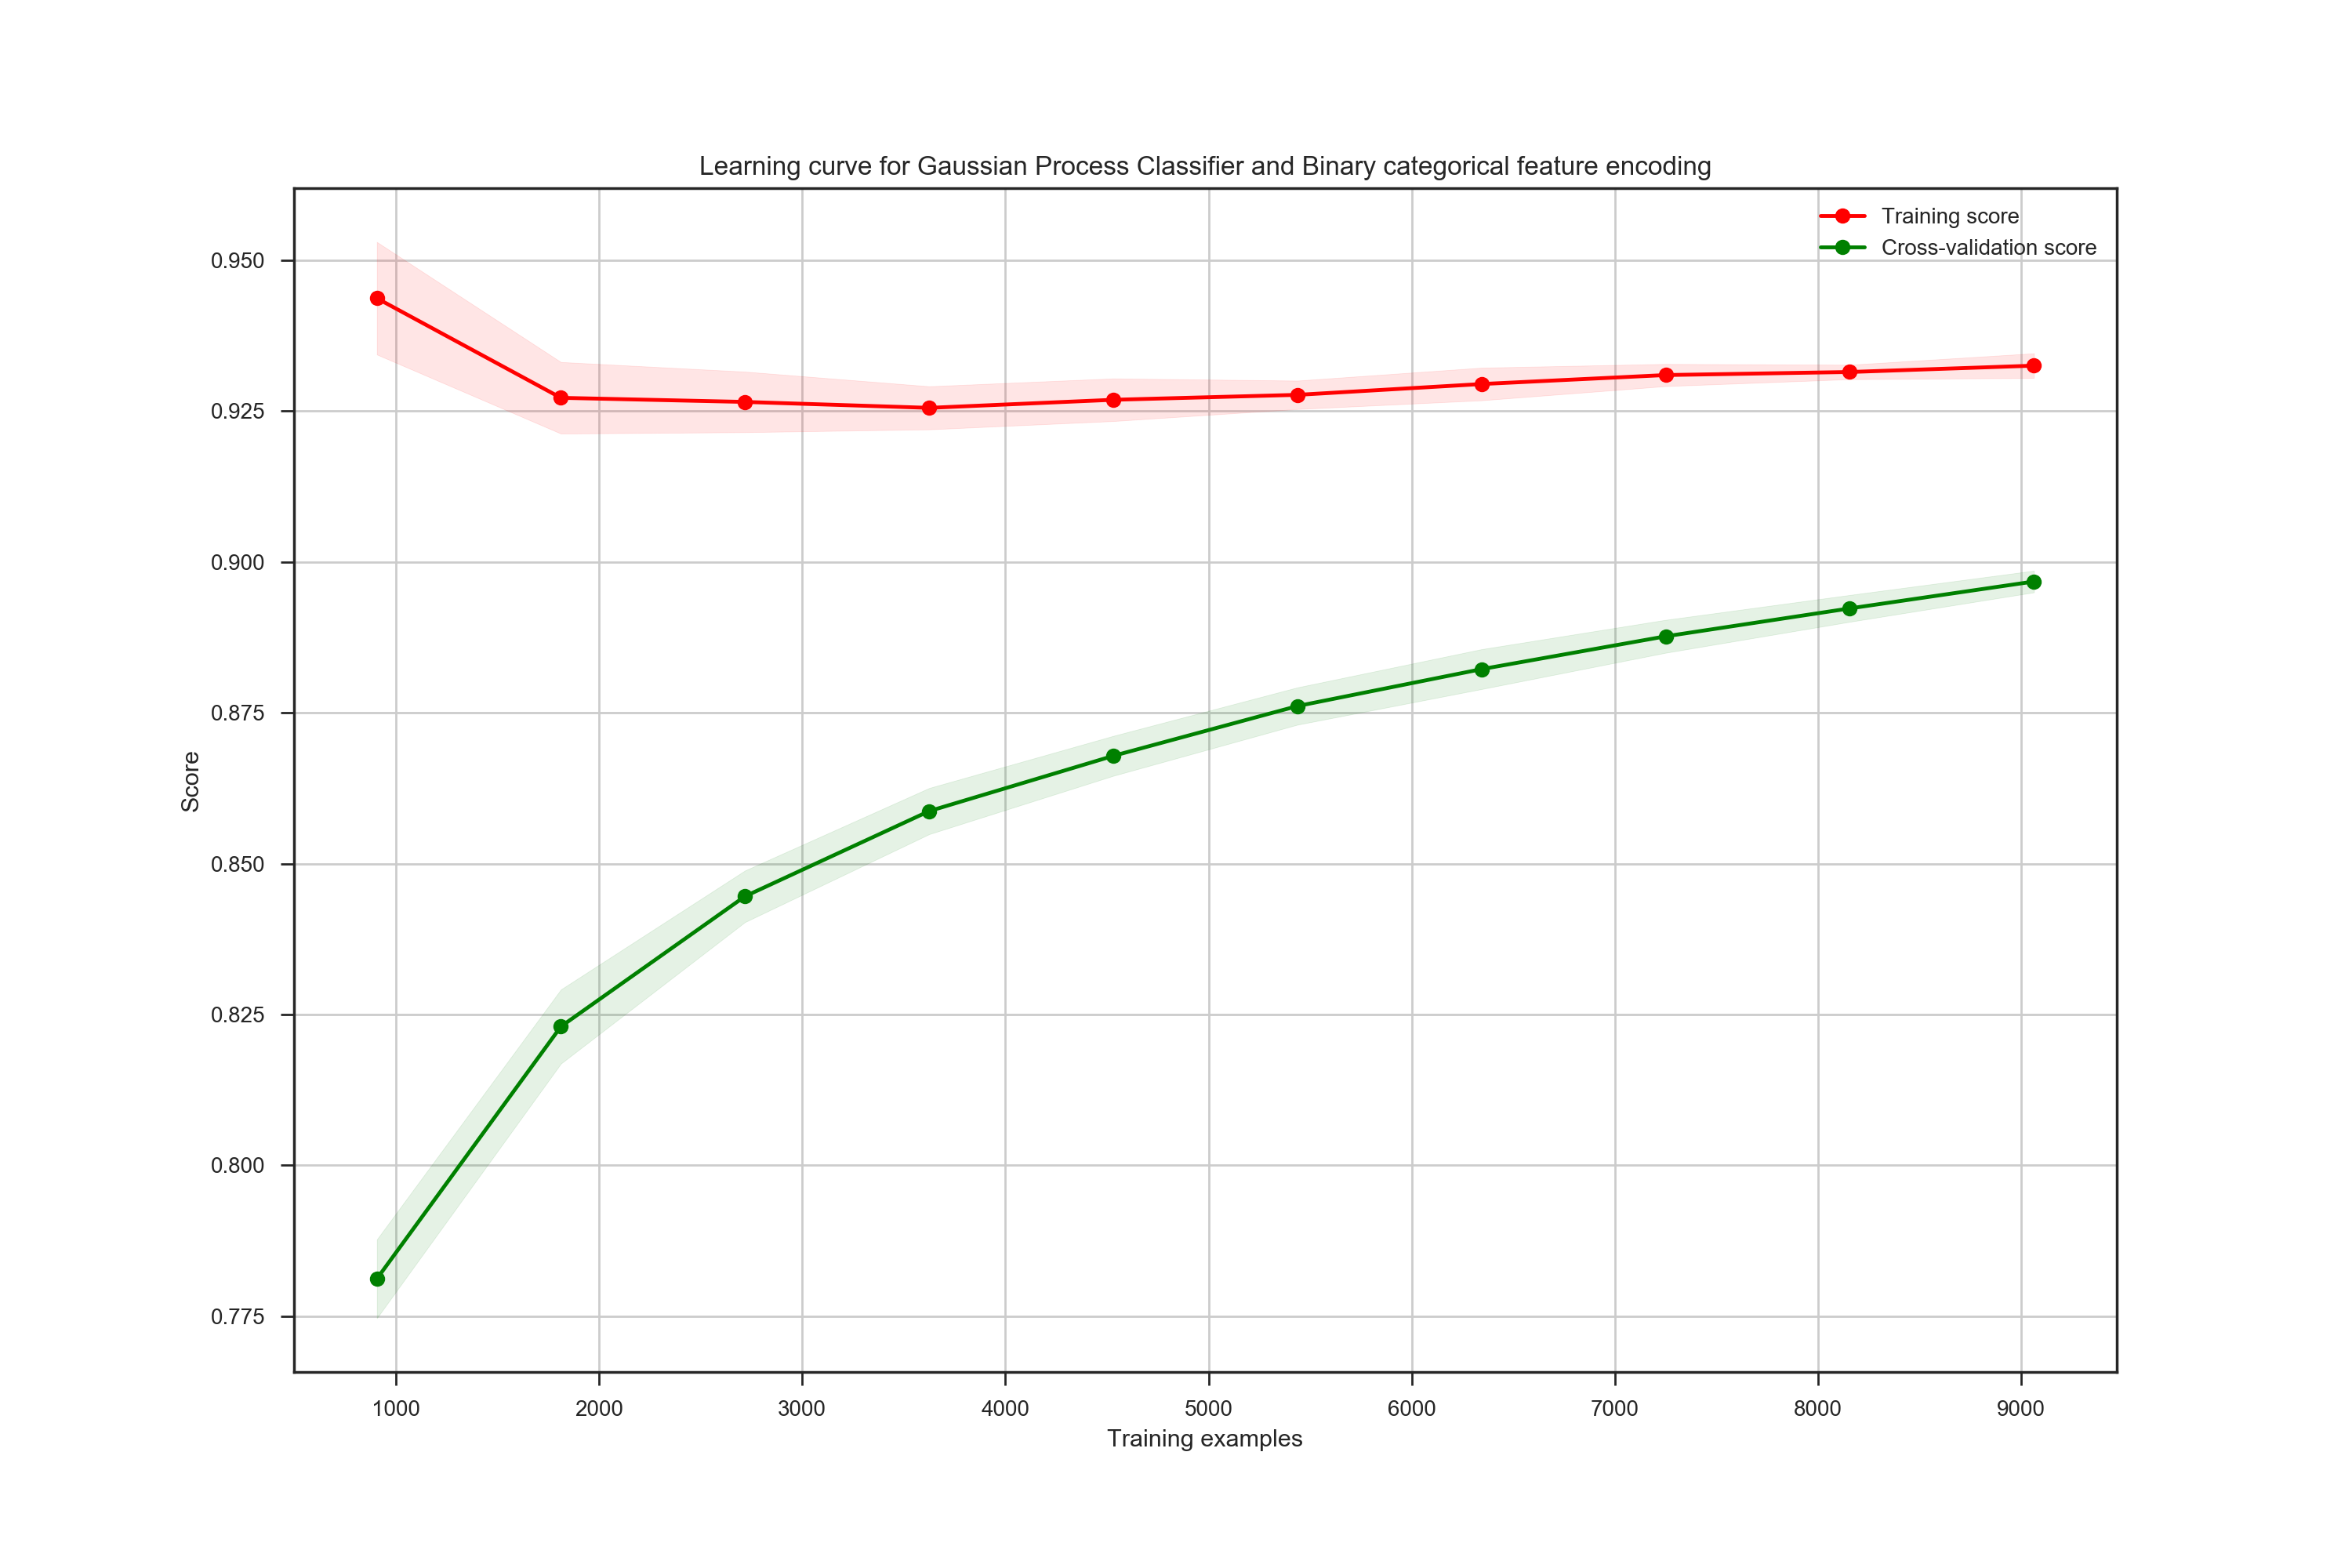 Learning curve for Gaussian Process Classifier and Binary categorical feature encoding
Training score
Cross-validation score
0.950
0.925
0.900
0.875
0.850
0.825
0.800
0.775
Score
1000 2000 3000 4000 5000 6000 7000 8000 9000
Training examples